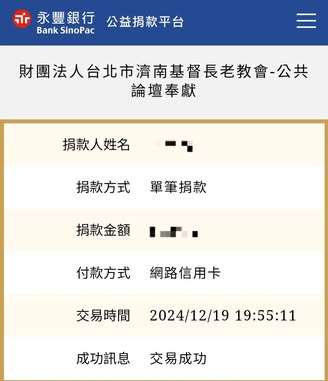 永豐銀行
Bank SinoPac
公益捐款平台
財團法人台北市濟南基督長老教會-公共
論壇奉獻
捐款人姓名
捐款方式 單筆捐款
捐款金額
付款方式 網路信用卡
交易時間 2024/12/19 19:55:11
成功訊息 交易成功